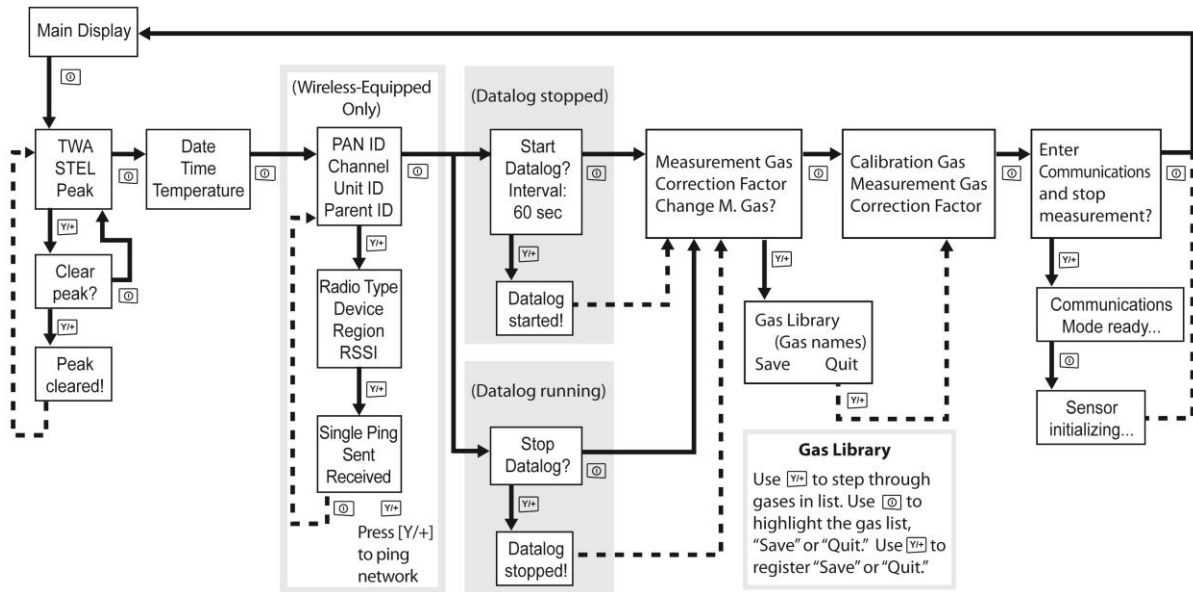 Main Display
TWA
STEL
Peak
Y/+
Clear
peak?
Y/+
Peak
cleared!
Date
Time
Temperature
(Wireless-Equipped
Only)
PAN ID
Channel
Unit ID
Parent ID
Y/+
Radio Type
Device
Region
RSSI
Y/+
Single Ping
Sent
Received
Y/+
Press [Y/+]
to ping
network
(Datalog stopped)
Start
Datalog?
Interval:
60 sec
Y/+
Datalog
started!
(Datalog running)
Stop
Datalog?
Y/+
Datalog
stopped!
Measurement Gas
Correction Factor
Change M. Gas?
Y/+
Gas Library
(Gas names)
Save Quit
Y/+
Calibration Gas
Measurement Gas
Correction Factor
Enter
Communications
and stop
measurement?
Y/+
Communications
Mode ready...
Sensor
initializing...
Gas Library
Use Y/+ to step through
gases in list. Use to
highlight the gas list,
“Save” or “Quit.” Use Y/+ to
register “Save” or “Quit.”